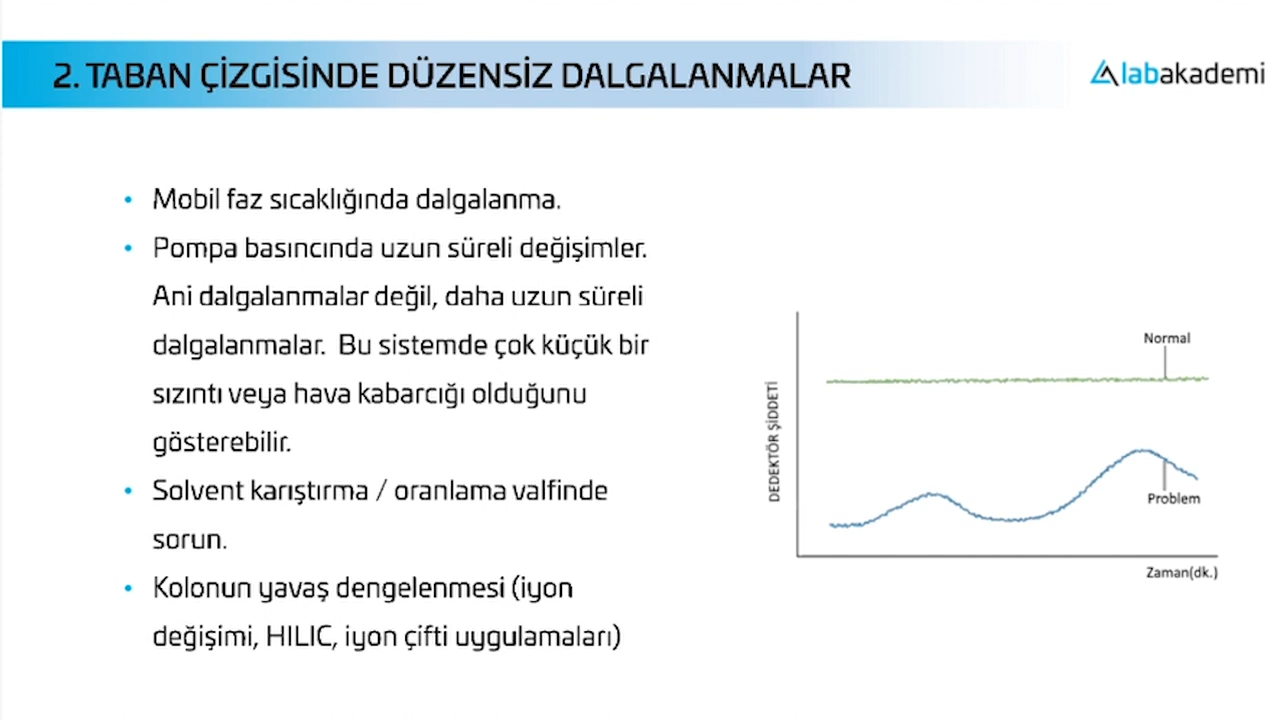 2. TABAN ÇİZGİSİNDE DÜZENSİZ DALGALANMALAR
labakademi
• Mobil faz sıcaklığında dalgalanma.
• Pompa basıncında uzun süreli değişimler.
Ani dalgalanmalar değil, daha uzun süreli
dalgalanmalar. Bu sistemde çok küçük bir
sızıntı veya hava kabarcığı olduğunu
gösterebilir.
• Solvent karıştırma / oranlama valfinde
sorun.
• Kolonun yavaş dengelenmesi (iyon
değişimi, HILIC, iyon çifti uygulamaları)
DEDEKTÖR ŞİDDETİ
Normal
Problem
Zaman(dk.)